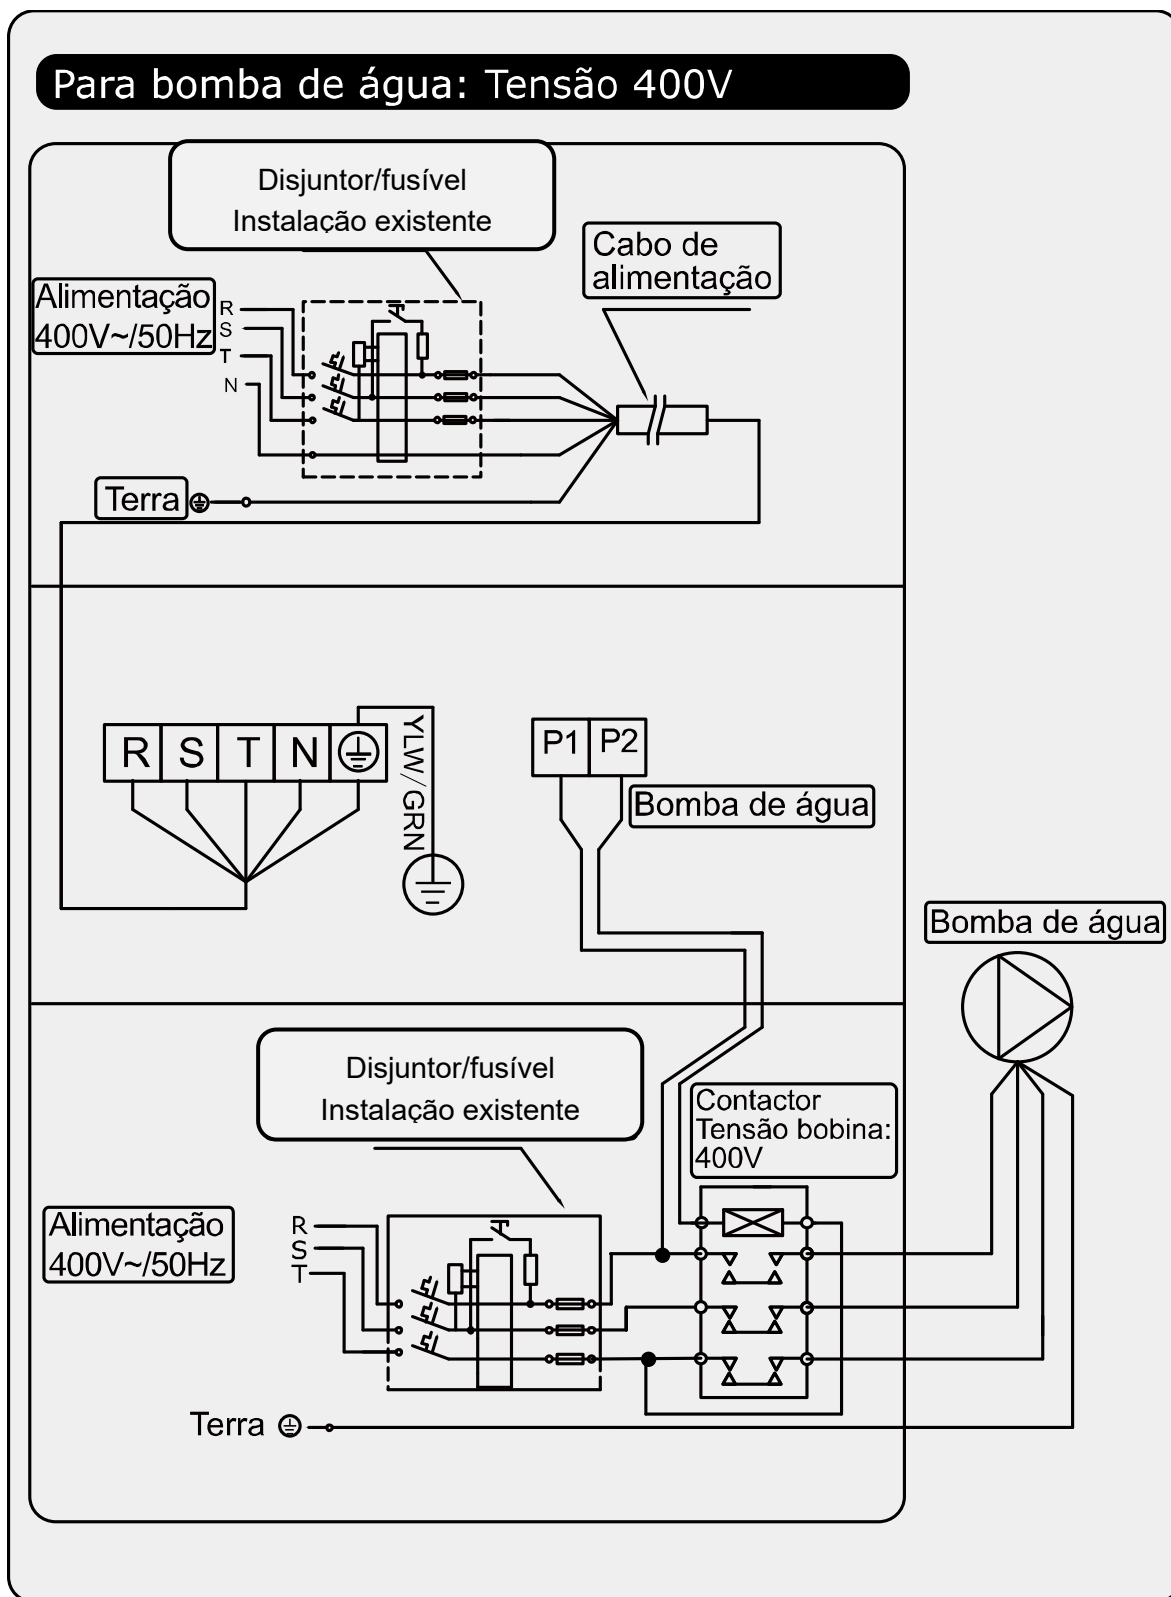 Para bomba de água: Tensão 400V
Disjuntor/fusível
Instalação existente
Cabo de
alimentação
Alimentação
400V~/50Hz
R
S
T
N
Terra
R S T N
YLW/GRN
P1 P2
Bomba de água
Bomba de água
Disjuntor/fusível
Instalação existente
Contactor
Tensão bobina:
400V
Alimentação
400V~/50Hz
R
S
T
Terra